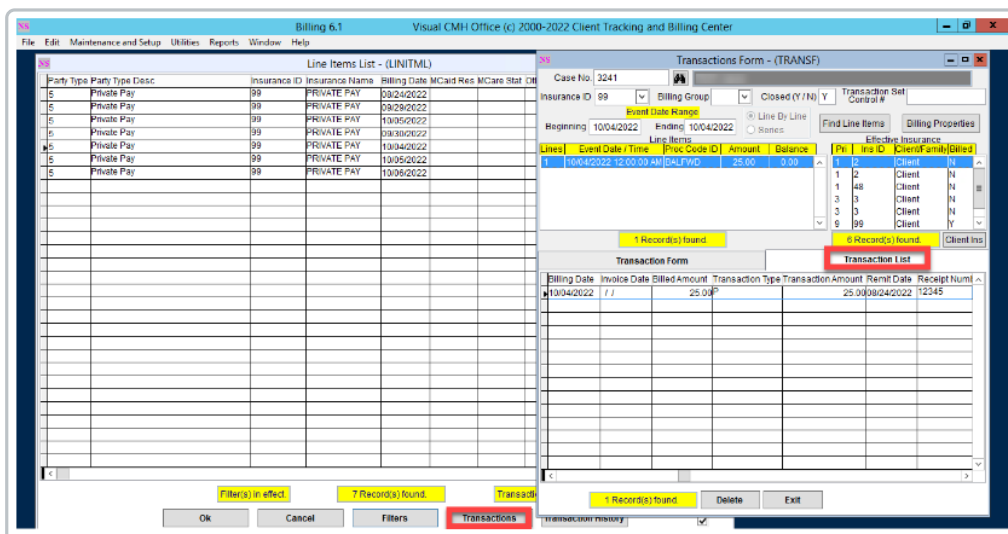 Billing 6.1 Visual CMH Office (c) 2000-2022 Client Tracking and Billing Center
File Edit Maintenance and Setup Utilities Reports Window Help
Line Items List - (LINITML)
Party Type Party Type Desc Insurance ID Insurance Name Billing Date MCaid Res MCare Stat
5 Private Pay 99 PRIVATE PAY 08/24/2022
5 Private Pay 99 PRIVATE PAY 09/29/2022
5 Private Pay 99 PRIVATE PAY 10/05/2022
5 Private Pay 99 PRIVATE PAY 09/30/2022
5 Private Pay 99 PRIVATE PAY 10/04/2022
5 Private Pay 99 PRIVATE PAY 10/05/2022
5 Private Pay 99 PRIVATE PAY 10/06/2022
Filter(s) in effect. 7 Record(s) found. Transacti
Ok Cancel Filters Transactions Transaction History
Transactions Form - (TRANSF)
Case No. 3241
Insurance ID 99 Billing Group Closed (Y / N) Y Transaction Set Control #
Event Date Range
Beginning 10/04/2022 Ending 10/04/2022 Line By Line Series Find Line Items Billing Properties
Line Items
Lines Event Date / Time Proc Code ID Amount Balance
1 10/04/2022 12:00:00 AM BALFWD 25.00 0.00
1 Record(s) found.
Effective Insurance
Pri Ins ID Client/Family Billed
1 2 Client N
1 2 Client N
1 48 Client N
3 3 Client N
3 3 Client N
9 99 Client Y
6 Record(s) found. Client Ins
Transaction Form Transaction List
Billing Date Invoice Date Billed Amount Transaction Type Transaction Amount Remit Date Receipt Numl
10/04/2022 / / 25.00 P 25.00 08/24/2022 12345
1 Record(s) found. Delete Exit